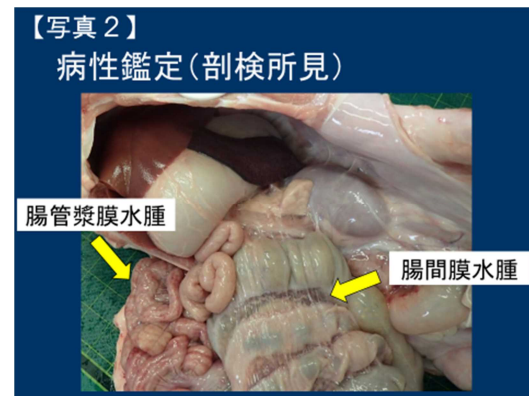 【写真２】
病性鑑定（剖検所見）
腸管漿膜水腫
腸間膜水腫